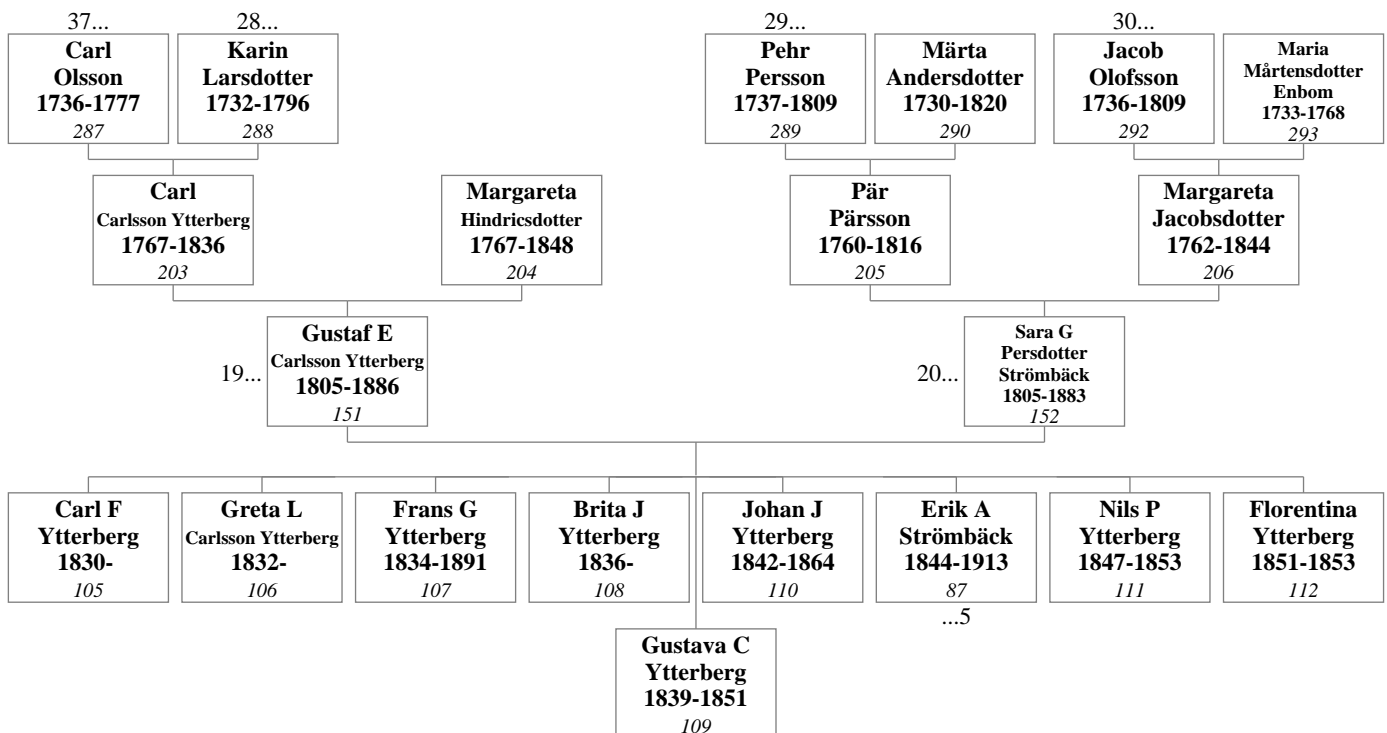 37...
28...
29...
30...
Carl
Olsson
1736-1777
287
Karin
Larsdotter
1732-1796
288
Pehr
Persson
1737-1809
289
Märta
Andersdotter
1730-1820
290
Jacob
Olofsson
1736-1809
292
Maria
Mårtensdotter
Enbom
1733-1768
293
Carl
Carlsson Ytterberg
1767-1836
203
Margareta
Hindricsdotter
1767-1848
204
Pär
Pärsson
1760-1816
205
Margareta
Jacobsdotter
1762-1844
206
19...
Gustaf E
Carlsson Ytterberg
1805-1886
151
20...
Sara G
Persdotter
Strömbäck
1805-1883
152
Carl F
Ytterberg
1830-
105
Greta L
Carlsson Ytterberg
1832-
106
Frans G
Ytterberg
1834-1891
107
Brita J
Ytterberg
1836-
108
Johan J
Ytterberg
1842-1864
110
Erik A
Strömbäck
1844-1913
87
...5
Nils P
Ytterberg
1847-1853
111
Florentina
Ytterberg
1851-1853
112
Gustava C
Ytterberg
1839-1851
109